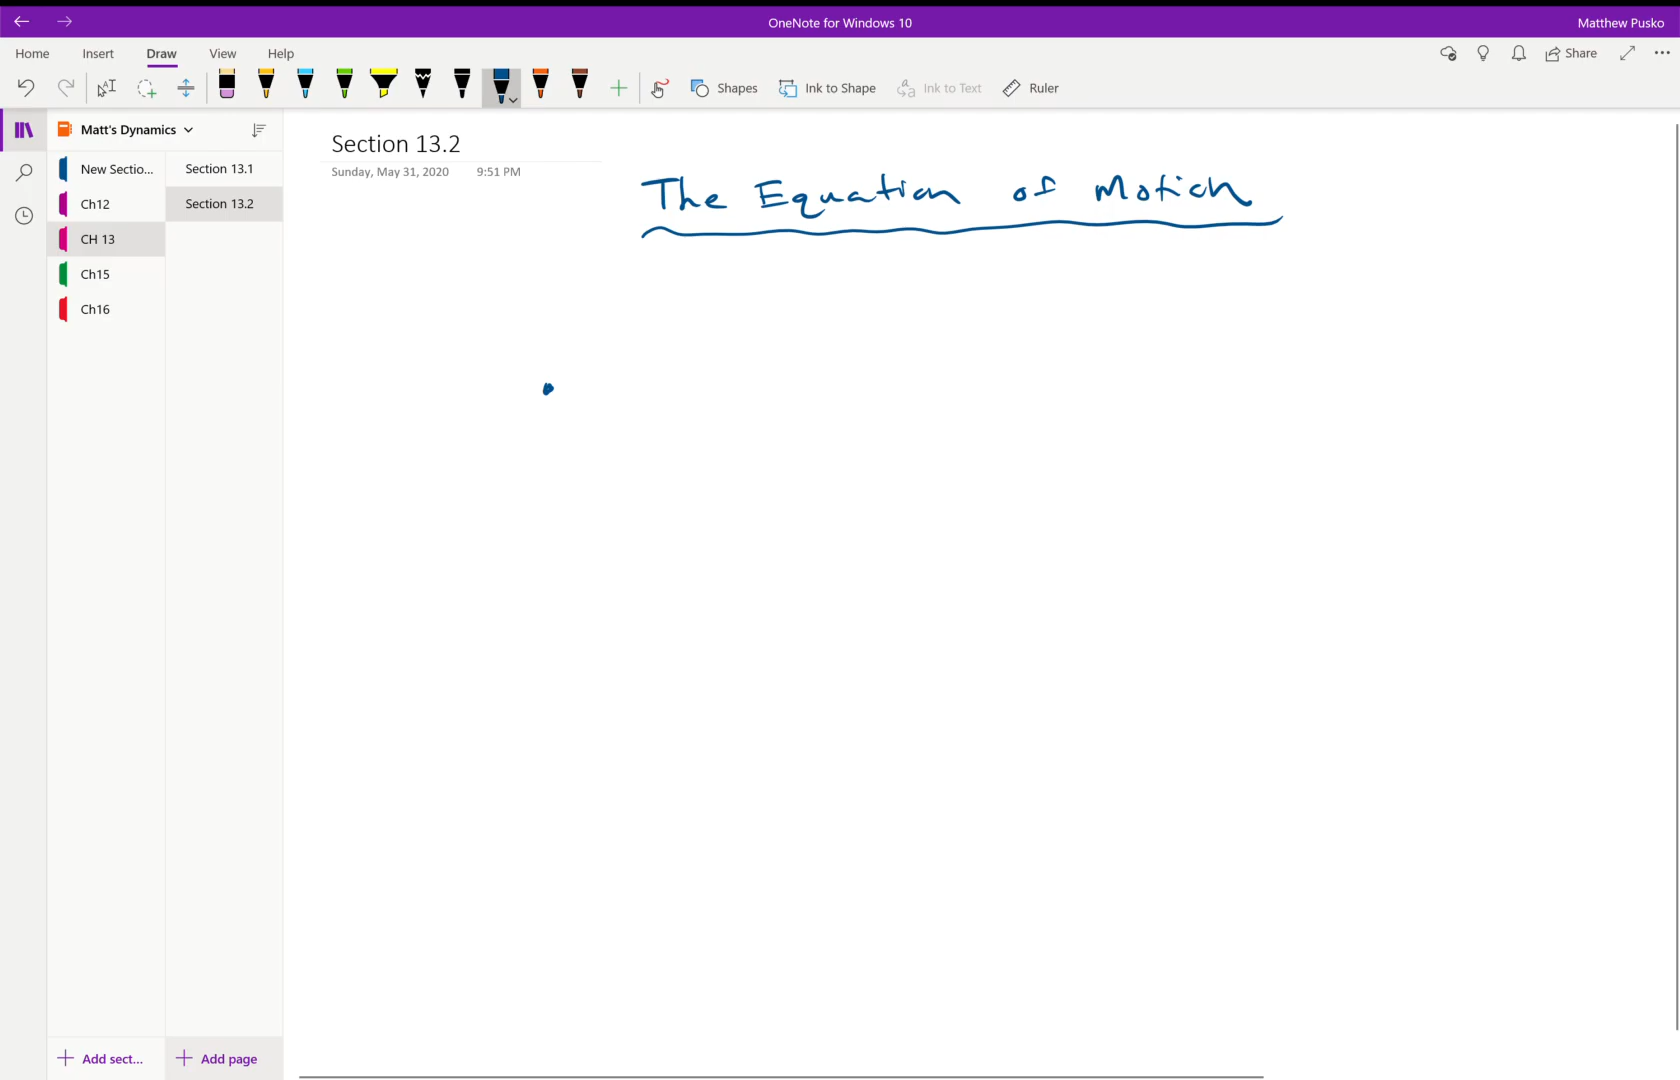 OneNote for Windows 10
Matthew Pusko
Home Insert Draw View Help
Share
Shapes Ink to Shape Ink to Text Ruler
Matt's Dynamics
New Sectio...
Ch12
CH 13
Ch15
Ch16
Section 13.1
Section 13.2
Section 13.2
Sunday, May 31, 2020 9:51 PM
The Equation of Motion
Add sect...
Add page